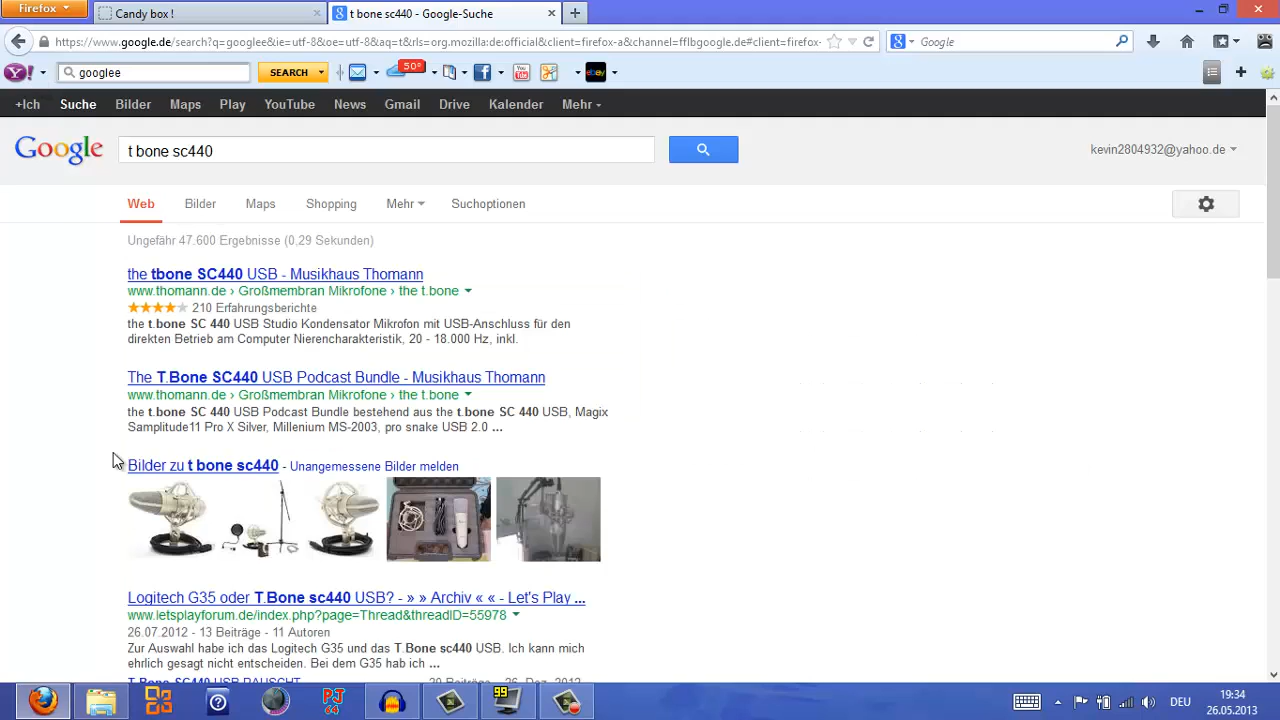 Firefox
Candy box !
t bone sc440 - Google-Suche
https://www.google.de/search?q=googlee&ie=utf-8&oe=utf-8&aq=t&rls=org.mozilla:de:official&client=firefox-a&channel=fflbgoogle.de#client=firefox-
Google
googlee
SEARCH
50°
You Tube
ebay
+Ich Suche Bilder Maps Play YouTube News Gmail Drive Kalender Mehr
Google
t bone sc440
kevin2804932@yahoo.de
Web Bilder Maps Shopping Mehr Suchoptionen
Ungefähr 47.600 Ergebnisse (0,29 Sekunden)
the tbone SC440 USB - Musikhaus Thomann
www.thomann.de › Großmembran Mikrofone › the t.bone
210 Erfahrungsberichte
the t.bone SC 440 USB Studio Kondensator Mikrofon mit USB-Anschluss für den
direkten Betrieb am Computer Nierencharakteristik, 20 - 18.000 Hz, inkl.
The T.Bone SC440 USB Podcast Bundle - Musikhaus Thomann
www.thomann.de › Großmembran Mikrofone › the t.bone
the t.bone SC 440 USB Podcast Bundle bestehend aus the t.bone SC 440 USB, Magix
Samplitude11 Pro X Silver, Millenium MS-2003, pro snake USB 2.0 ...
Bilder zu t bone sc440 - Unangemessene Bilder melden
Logitech G35 oder T.Bone sc440 USB? - » » Archiv « « - Let's Play ...
www.letsplayforum.de/index.php?page=Thread&threadID=55978
26.07.2012 - 13 Beiträge - 11 Autoren
Zur Auswahl habe ich das Logitech G35 und das T.Bone sc440 USB. Ich kann mich
ehrlich gesagt nicht entscheiden. Bei dem G35 hab ich ...
T.Bone SC440 USB RAUSCHT 20 Beiträge 26. Dez. 2012
PT
64
99
DEU
19:34
26.05.2013